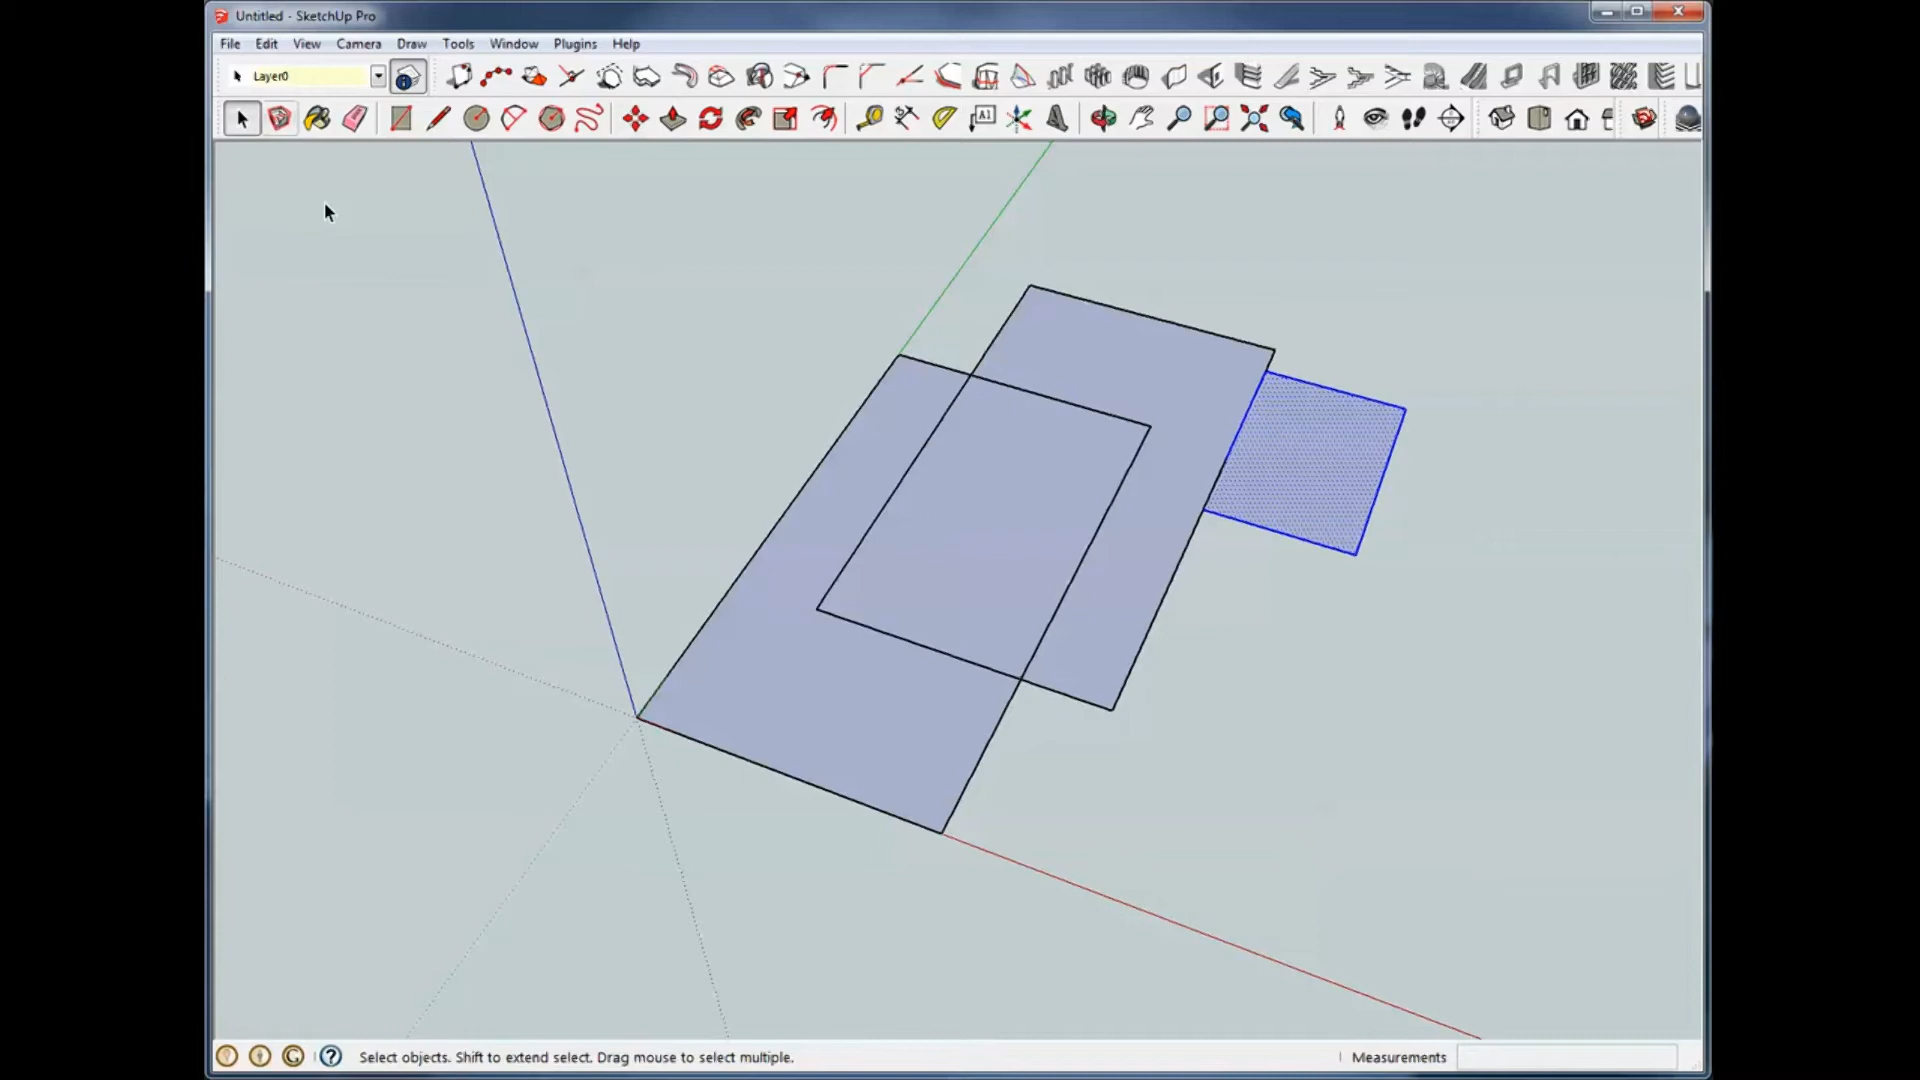 Untitled - SketchUp Pro
File Edit View Camera Draw Tools Window Plugins Help
Layer0
A1
Select objects. Shift to extend select. Drag mouse to select multiple.
Measurements